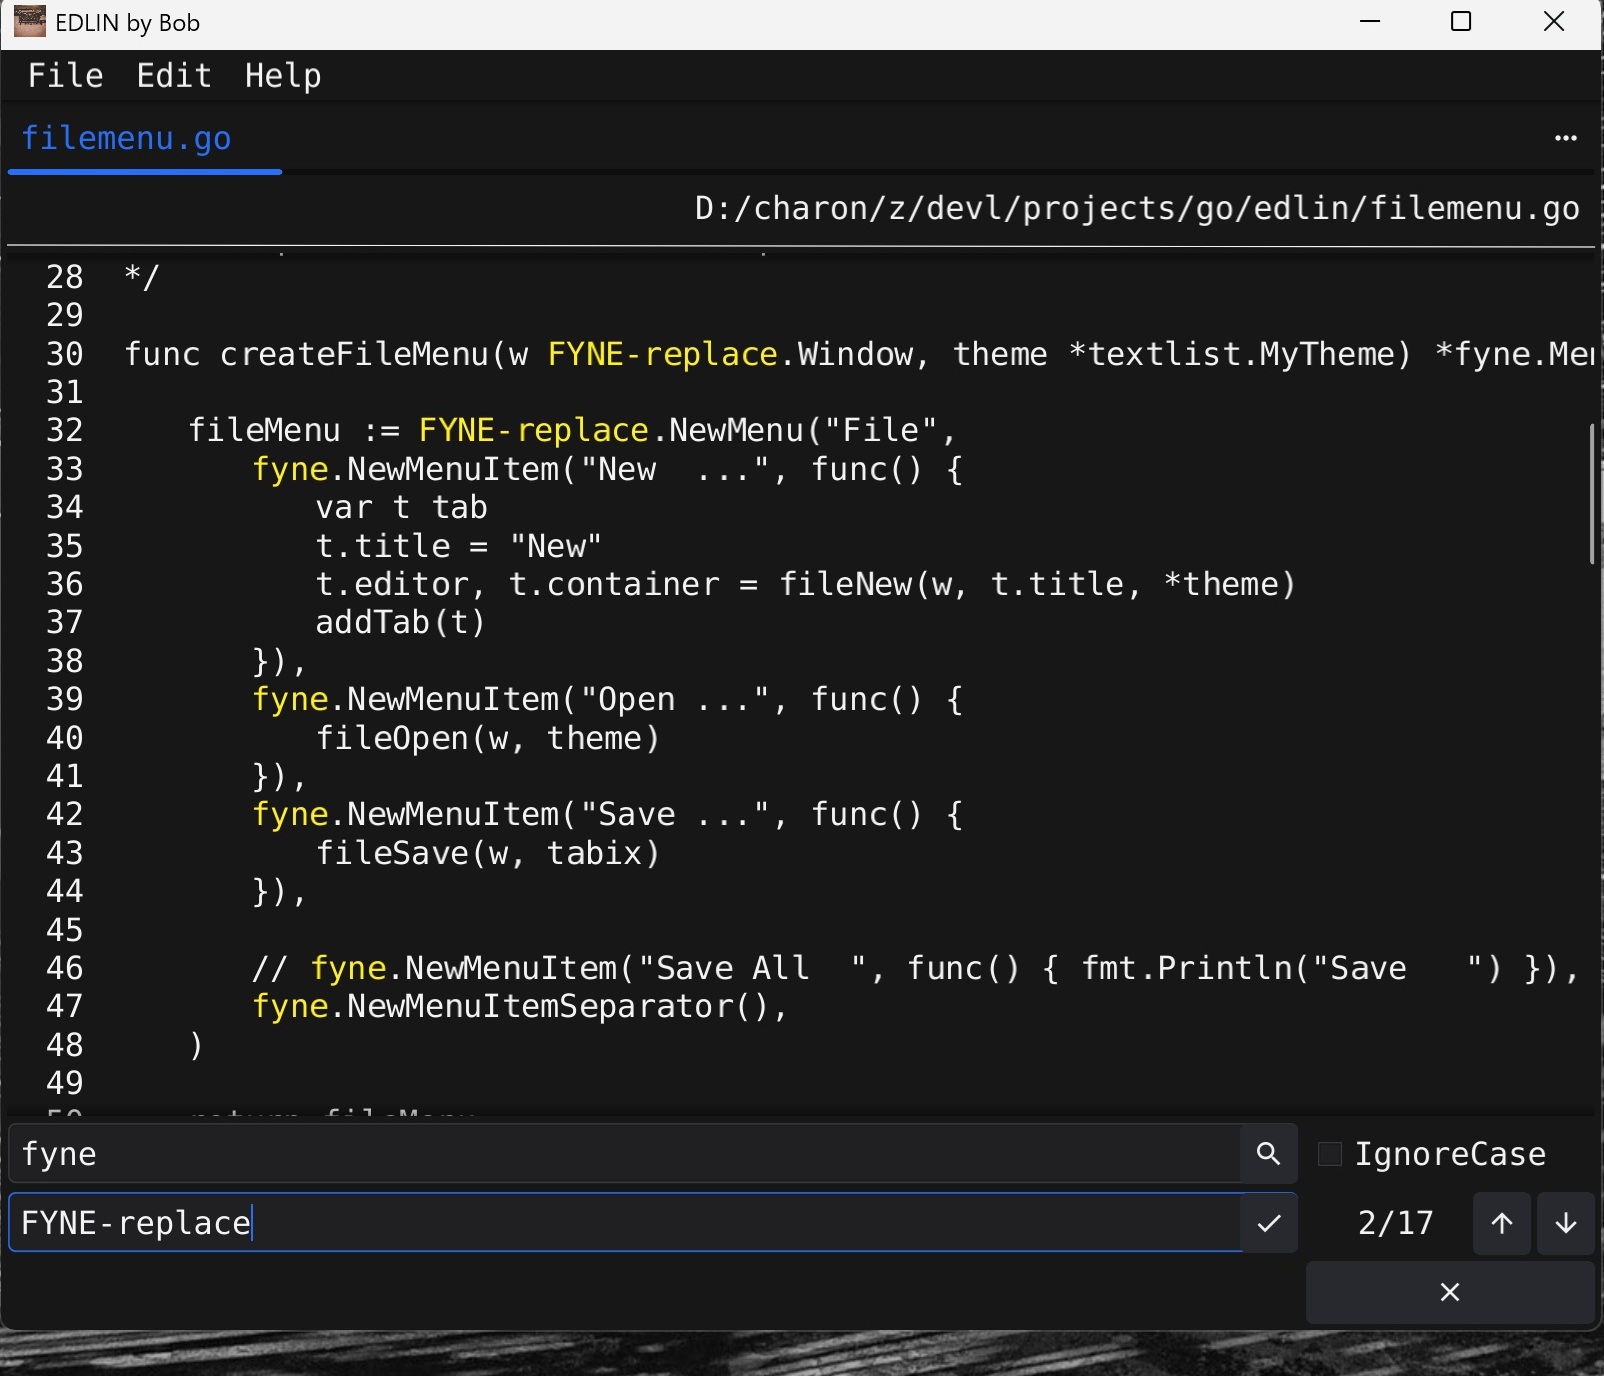 EDLIN by Bob
File Edit Help
filemenu.go
D:/charon/z/devl/projects/go/edlin/filemenu.go
28 */
29
30 func createFileMenu(w FYNE-replace.Window, theme *textlist.MyTheme) *fyne.Men
31
32 fileMenu := FYNE-replace.NewMenu("File",
33 fyne.NewMenuItem("New  ...", func() {
34 var t tab
35 t.title = "New"
36 t.editor, t.container = fileNew(w, t.title, *theme)
37 addTab(t)
38 }),
39 fyne.NewMenuItem("Open ...", func() {
40 fileOpen(w, theme)
41 }),
42 fyne.NewMenuItem("Save ...", func() {
43 fileSave(w, tabix)
44 }),
45
46 // fyne.NewMenuItem("Save All  ", func() { fmt.Println("Save   ") }),
47 fyne.NewMenuItemSeparator(),
48 )
49
50 return fileMenu
fyne
IgnoreCase
FYNE-replace
2/17